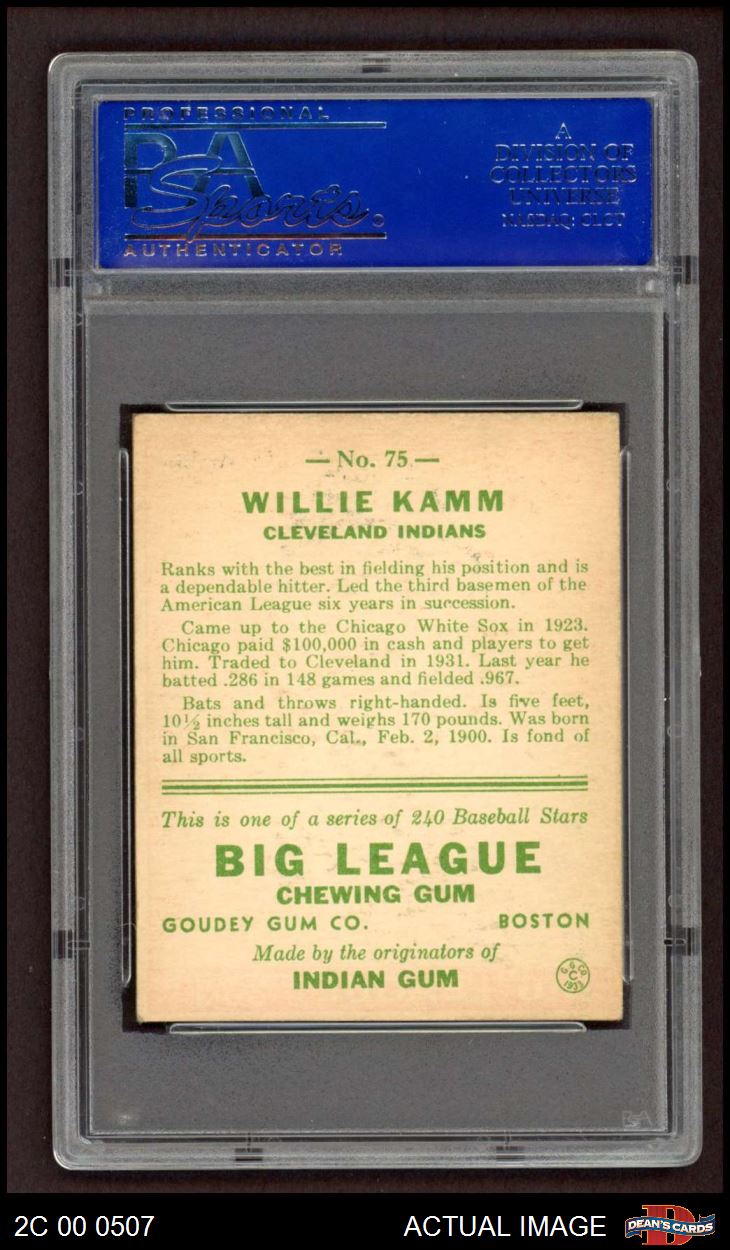 PROFESSIONAL
PSA
Sports
AUTHENTICATOR
A
DIVISION OF
COLLECTORS
UNIVERSE
NASDAQ: CLCT
— No. 75 —
WILLIE KAMM
CLEVELAND INDIANS
Ranks with the best in fielding his position and is
a dependable hitter. Led the third basemen of the
American League six years in succession.
Came up to the Chicago White Sox in 1923.
Chicago paid $100,000 in cash and players to get
him. Traded to Cleveland in 1931. Last year he
batted .286 in 148 games and fielded .967.
Bats and throws right-handed. Is five feet,
10½ inches tall and weighs 170 pounds. Was born
in San Francisco, Cal., Feb. 2, 1900. Is fond of
all sports.
This is one of a series of 240 Baseball Stars
BIG LEAGUE
CHEWING GUM
GOUDEY GUM CO. BOSTON
Made by the originators of
INDIAN GUM
G. G. CO.
C
1933
PSA
2C 00 0507 ACTUAL IMAGE D DEAN'S CARDS